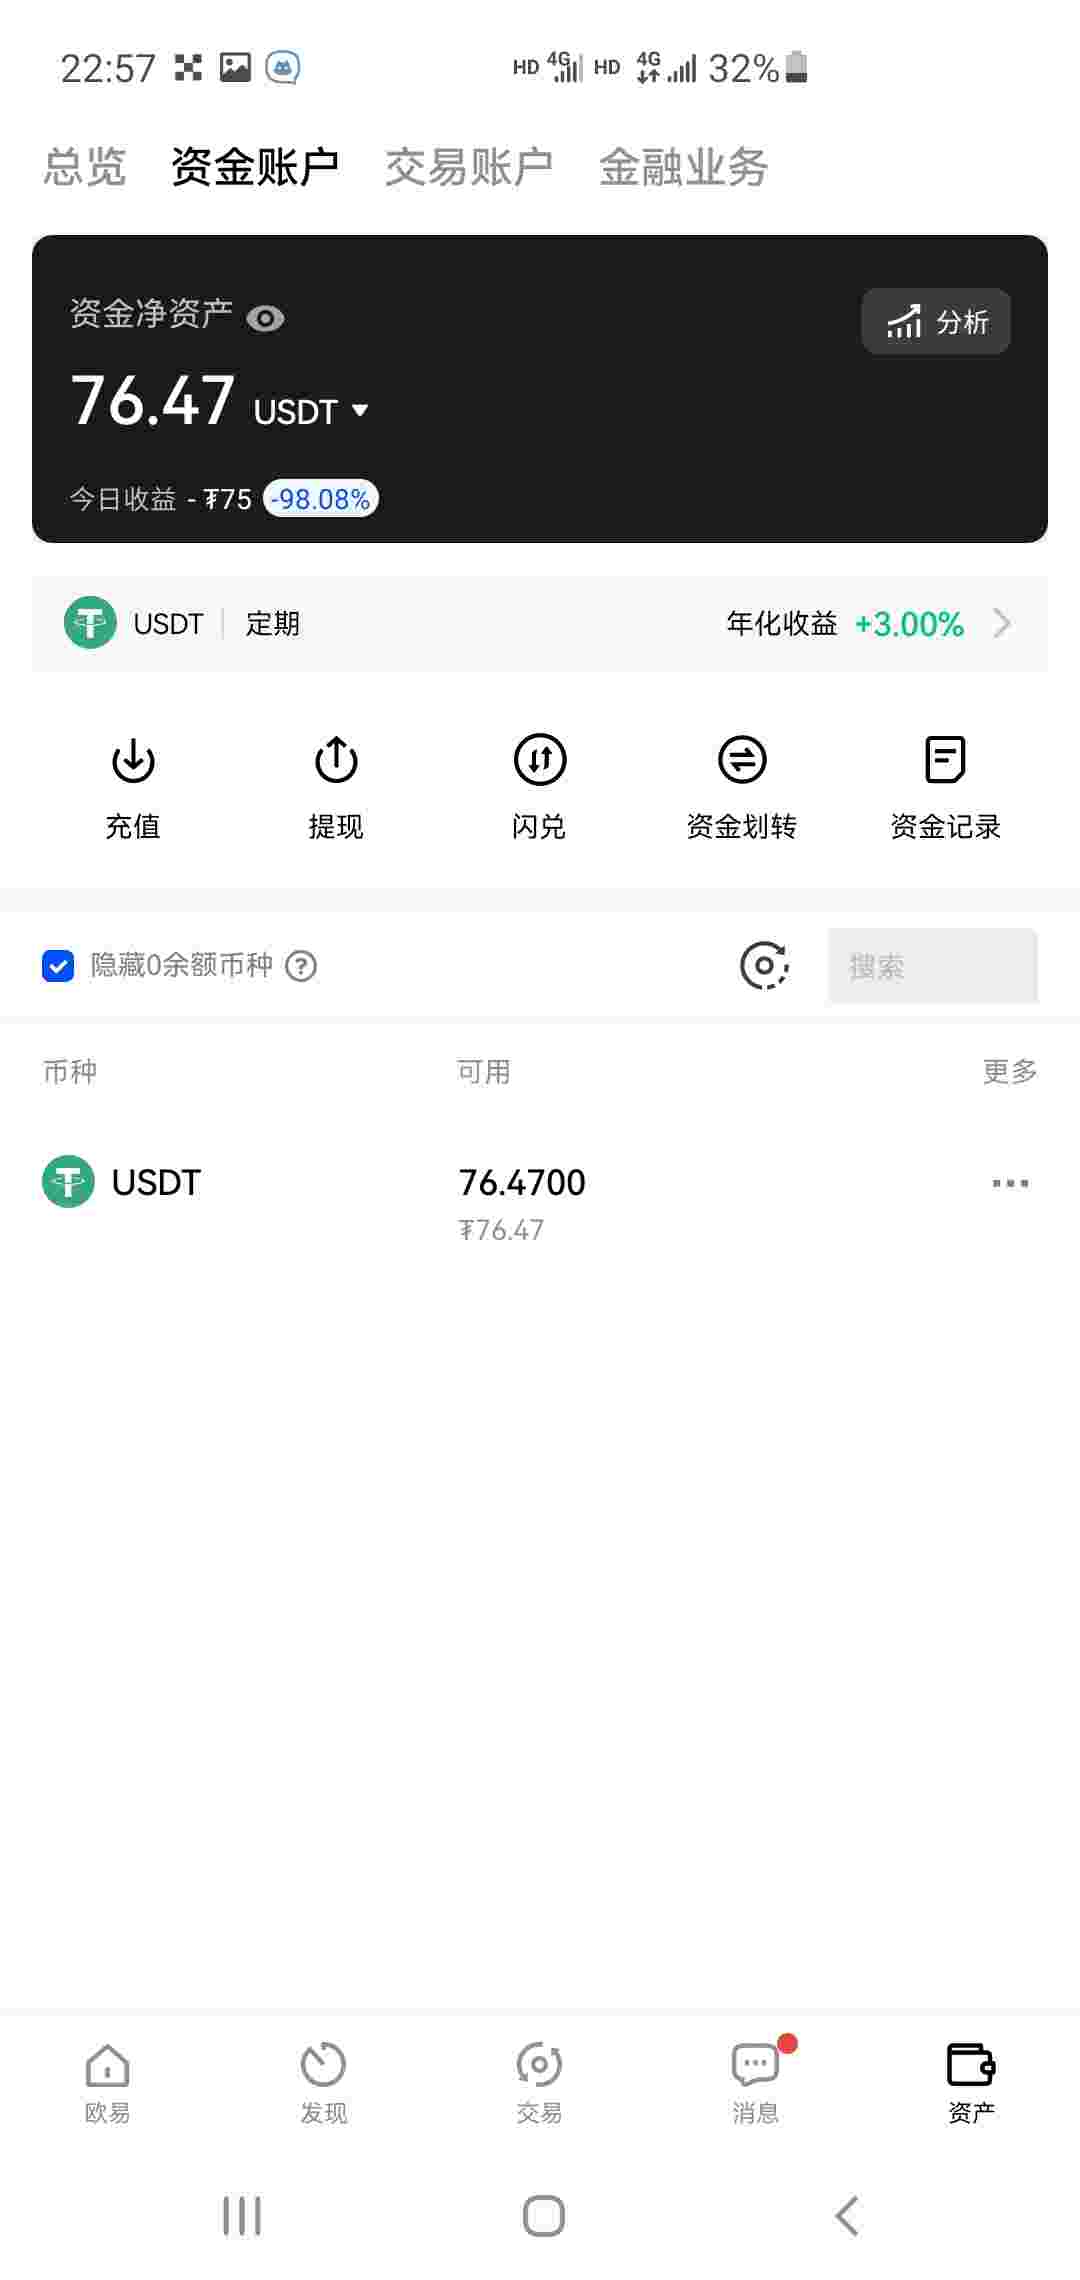 22:57 HD 4G HD 4G 32%
总览 资金账户 交易账户 金融业务
资金净资产 分析
76.47 USDT
今日收益 -₮75 -98.08%
USDT 定期 年化收益 +3.00%
充值 提现 闪兑 资金划转 资金记录
隐藏0余额币种 ? 搜索
币种 可用 更多
USDT 76.4700
₮76.47
欧易 发现 交易 消息 资产